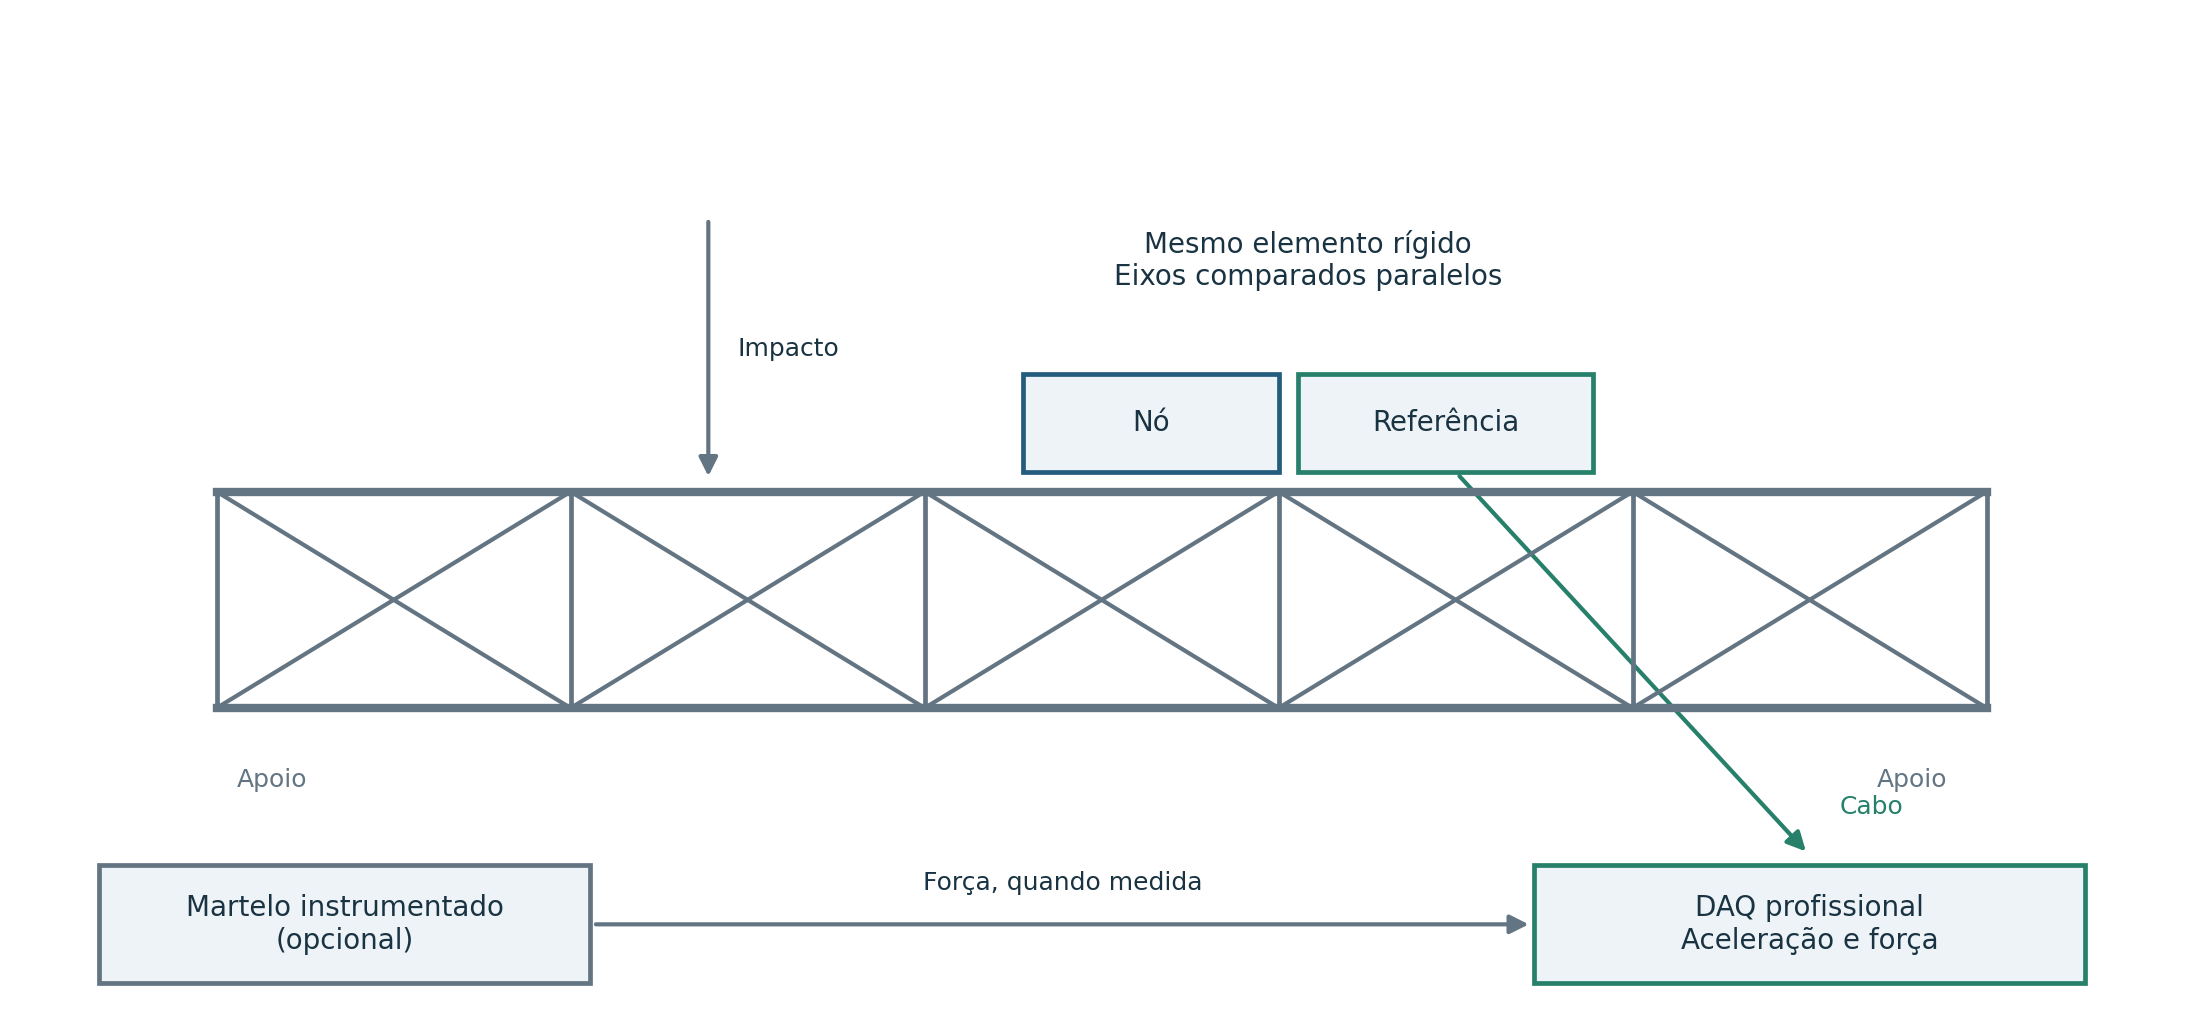 Mesmo elemento rígido
Eixos comparados paralelos
Impacto
Nó
Referência
Apoio
Apoio
Cabo
Força, quando medida
Martelo instrumentado
(opcional)
DAQ profissional
Aceleração e força